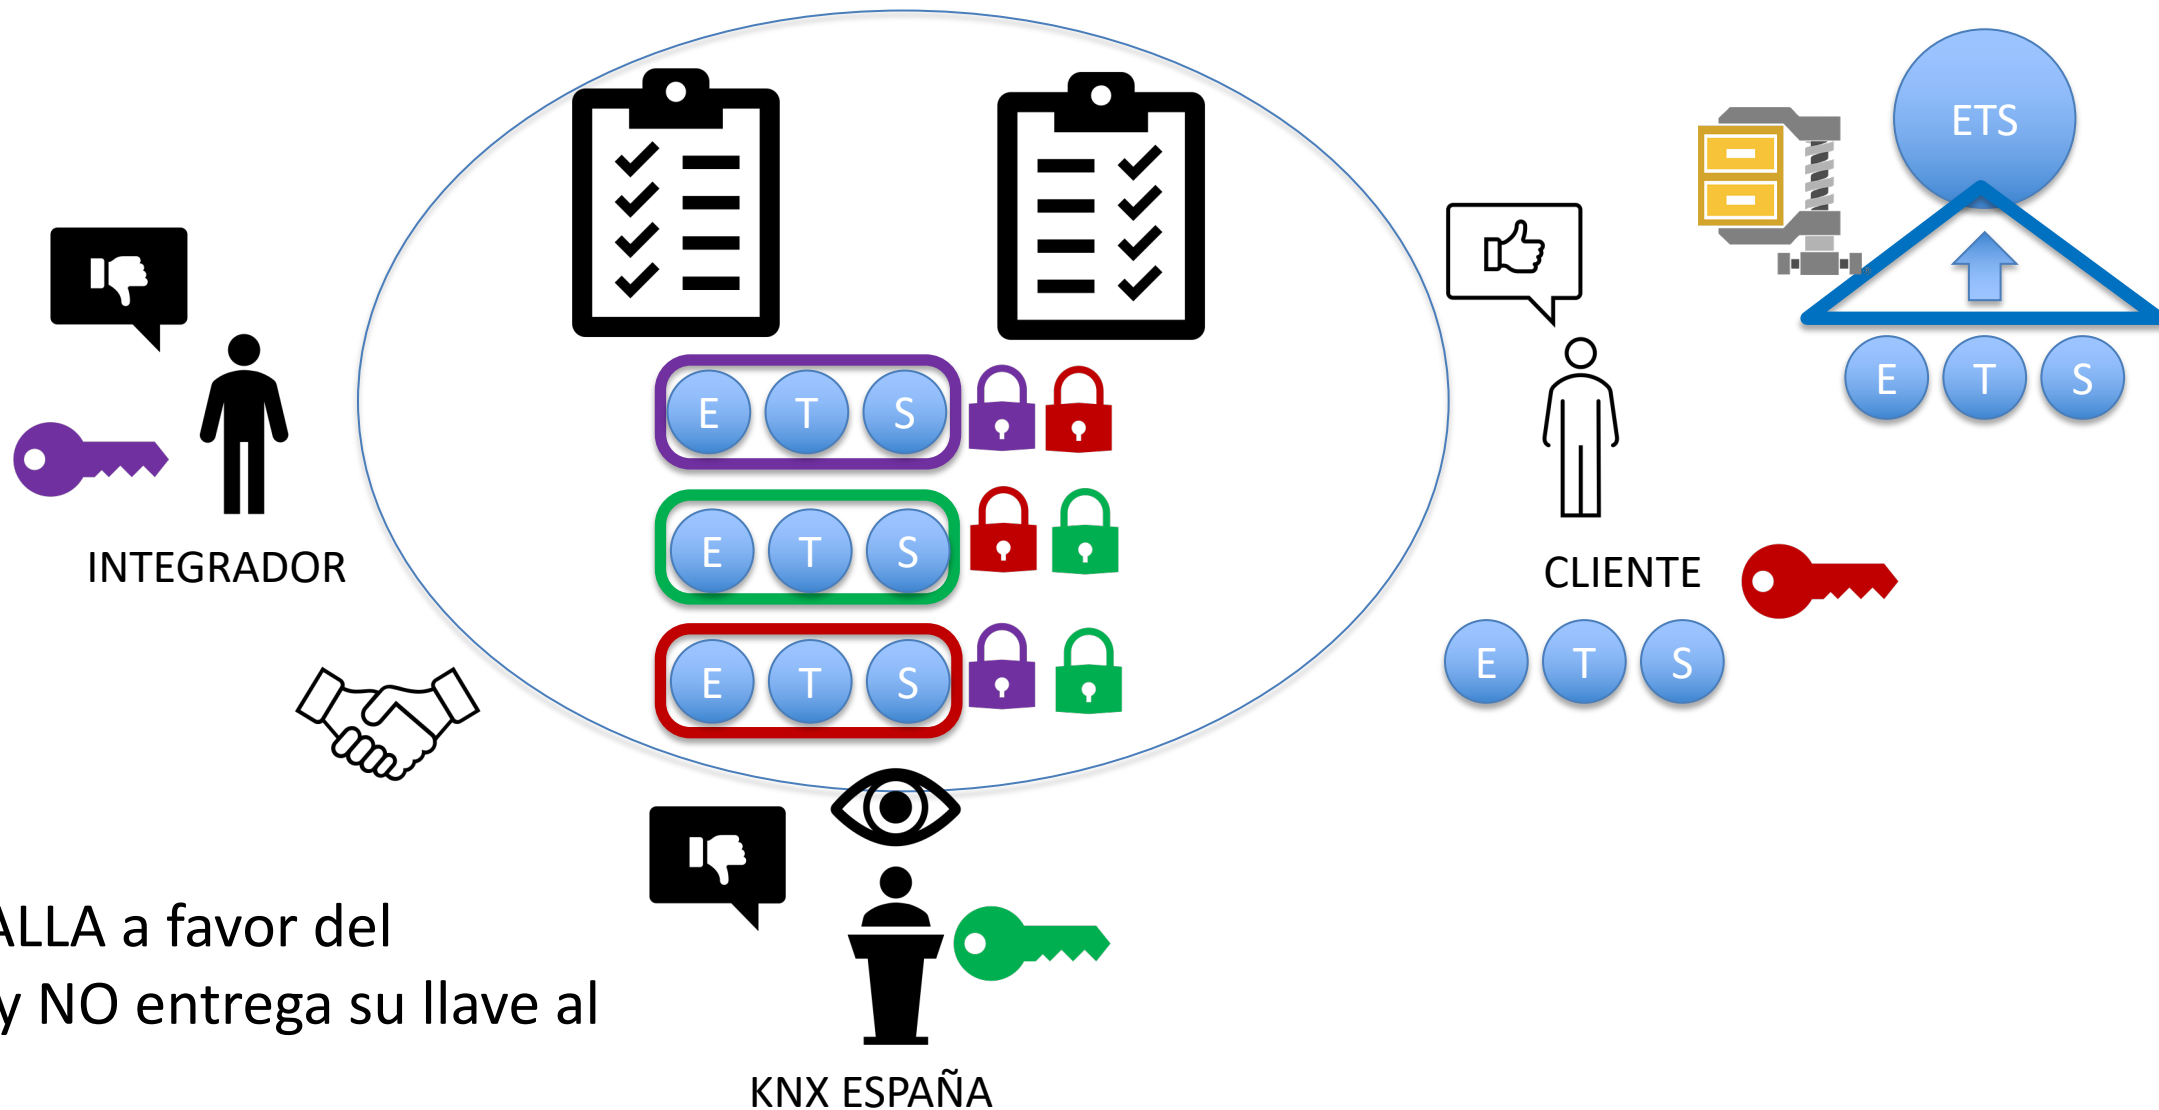 ETS
E T S
E T S
E T S
E T S
INTEGRADOR
CLIENTE
E T S
ALLA a favor del
y NO entrega su llave al
KNX ESPAÑA